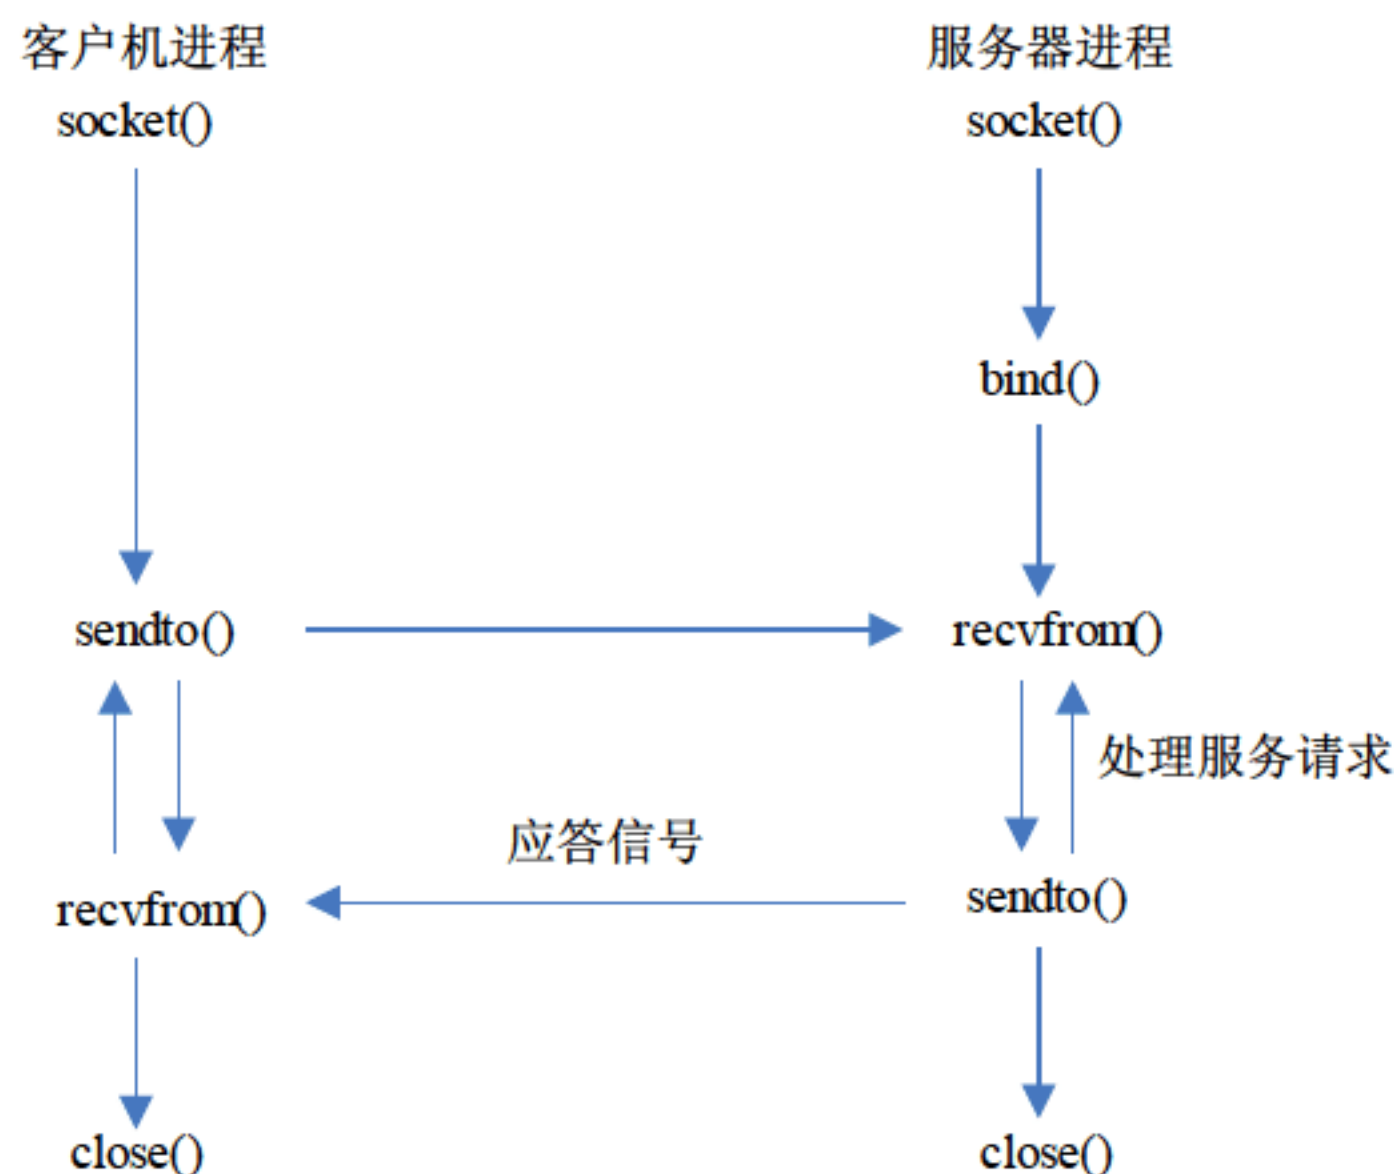 客户机进程
服务器进程
socket()
socket()
bind()
sendto()
recvfrom()
处理服务请求
应答信号
recvfrom()
sendto()
close()
close()